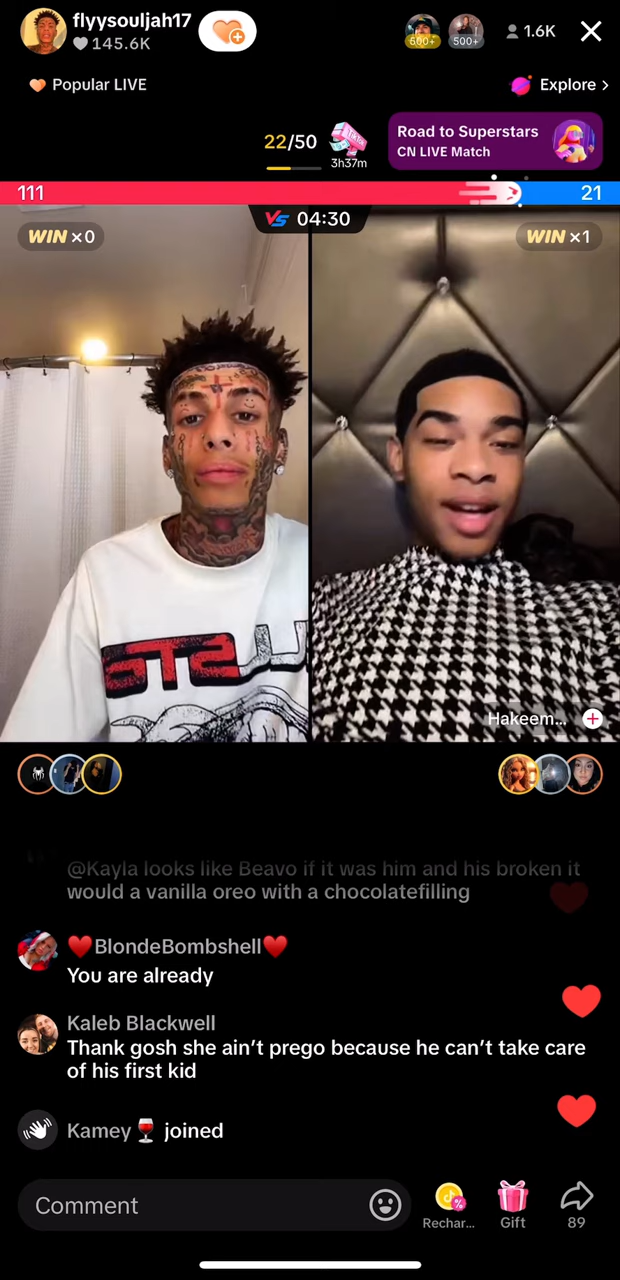 flyysouljah17
145.6K
600+
500+
1.6K
Popular LIVE
Explore >
22/50
3h37m
Road to Superstars
CN LIVE Match
111
21
VS 04:30
WIN ×0
WIN ×1
Hakeem...
@Kayla looks like Beavo if it was him and his broken it
would a vanilla oreo with a chocolatefilling
❤️BlondeBombshell❤️
You are already
Kaleb Blackwell
Thank gosh she ain’t prego because he can’t take care
of his first kid
Kamey🍷 joined
Comment
Rechar...
Gift
89